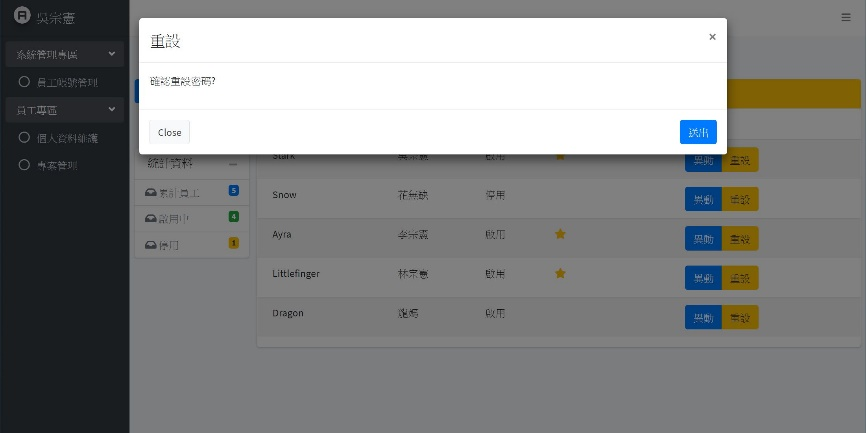 吳宗憲
重設
×
系統管理專區
員工帳號管理
確認重設密碼?
員工專區
個人資料維護
Close
送出
專案管理
統計資料
Stark
啟用
異動
重設
累計員工
5
Snow
花無缺
停用
異動
重設
啟用中
4
Ayra
李宗憲
啟用
異動
重設
停用
1
Littlefinger
林宗憲
啟用
異動
重設
Dragon
龍媽
啟用
異動
重設